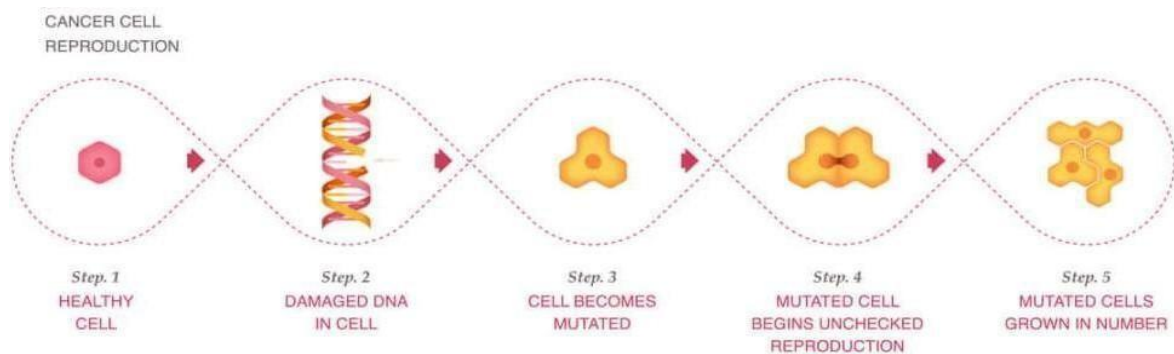 CANCER CELL
REPRODUCTION
Step. 1
HEALTHY
CELL
Step. 2
DAMAGED DNA
IN CELL
Step. 3
CELL BECOMES
MUTATED
Step. 4
MUTATED CELL
BEGINS UNCHECKED
REPRODUCTION
Step. 5
MUTATED CELLS
GROWN IN NUMBER